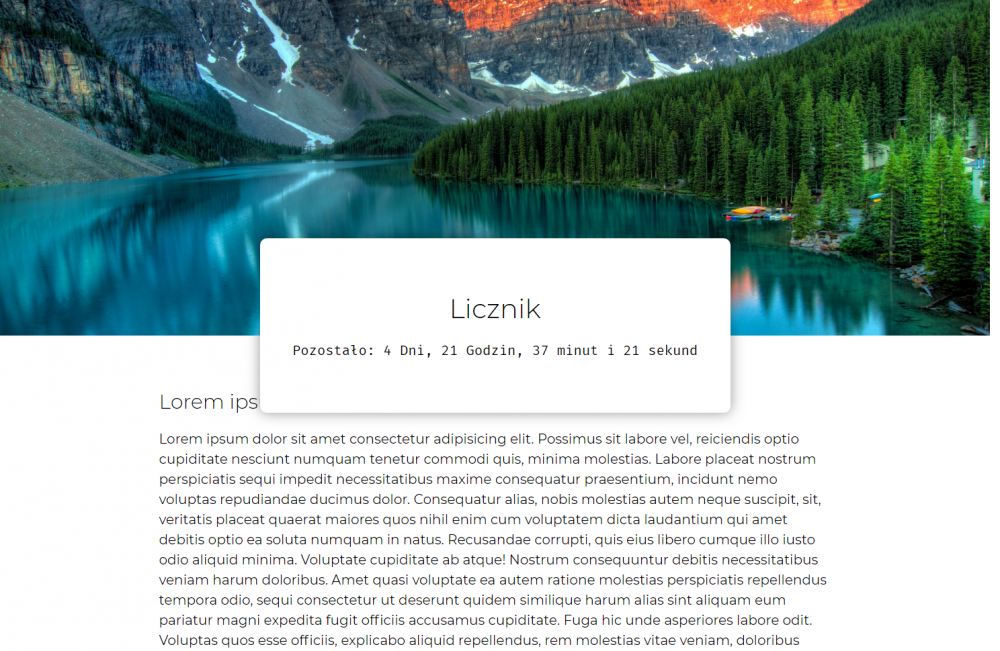 Licznik
Pozostało: 4 Dni, 21 Godzin, 37 minut i 21 sekund
Lorem ips
Lorem ipsum dolor sit amet consectetur adipisicing elit. Possimus sit labore vel, reiciendis optio
cupiditate nesciunt numquam tenetur commodi quis, minima molestias. Labore placeat nostrum
perspiciatis sequi impedit necessitatibus maxime consequatur praesentium, incidunt nemo
voluptas repudiandae ducimus dolor. Consequatur alias, nobis molestias autem neque suscipit, sit,
veritatis placeat quaerat maiores quos nihil enim cum voluptatem dicta laudantium qui amet
debitis optio ea soluta numquam in natus. Recusandae corrupti, quis eius libero cumque illo iusto
odio aliquid minima. Voluptate cupiditate ab atque! Nostrum consequuntur debitis necessitatibus
veniam harum doloribus. Amet quasi voluptate ea autem ratione molestias perspiciatis repellendus
tempora odio, sequi consectetur ut deserunt quidem similique harum alias sint aliquam eum
pariatur magni expedita fugit officiis accusamus cupiditate. Fuga hic unde asperiores labore odit.
Voluptas quos esse officiis, explicabo aliquid repellendus, rem molestias vitae veniam, doloribus